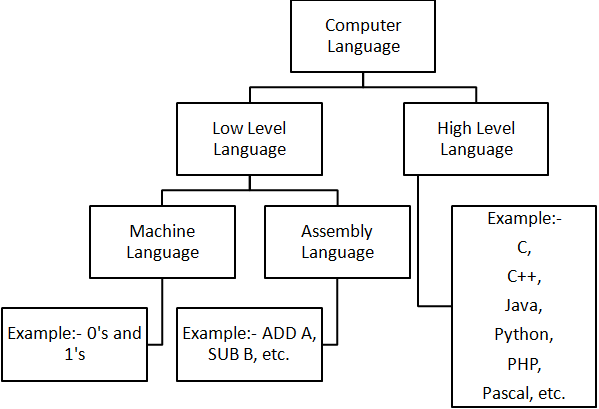 Computer
Language
Low Level
Language
High Level
Language
Machine
Language
Assembly
Language
Example:-
C,
C++,
Java,
Python,
PHP,
Pascal, etc.
Example:- 0's and
1's
Example:- ADD A,
SUB B, etc.